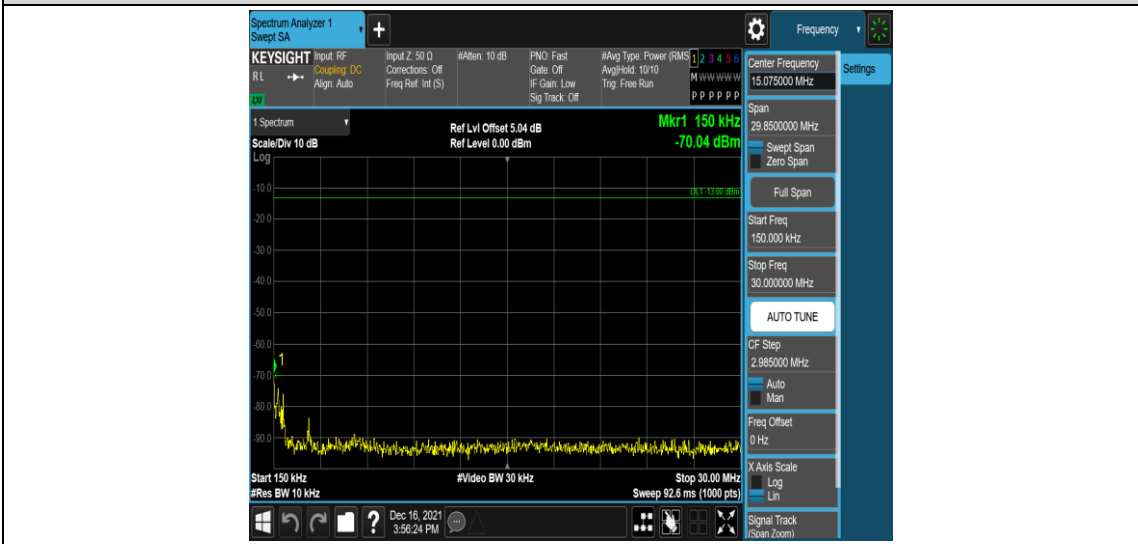 Spectrum Analyzer 1
Swept SA
+
Frequency
KEYSIGHT
R L
LXI
Input: RF
Coupling: DC
Align: Auto
Input Z: 50 Ω
Corrections: Off
Freq Ref: Int (S)
#Atten: 10 dB
PNO: Fast
Gate: Off
IF Gain: Low
Sig Track: Off
#Avg Type: Power (RMS
Avg|Hold: 10/10
Trig: Free Run
1 2 3 4 5 6
M W W W W W
P P P P P P
1 Spectrum
Scale/Div 10 dB
Log
Ref Lvl Offset 5.04 dB
Ref Level 0.00 dBm
Mkr1 150 kHz
-70.04 dBm
DL1 -13.00 dBm
-10.0
-20.0
-30.0
-40.0
-50.0
-60.0
1
-70.0
-80.0
-90.0
Start 150 kHz
#Video BW 30 kHz
Stop 30.00 MHz
#Res BW 10 kHz
Sweep 92.6 ms (1000 pts)
?
Dec 16, 2021
3:56:24 PM
Center Frequency
15.075000 MHz
Settings
Span
29.8500000 MHz
Swept Span
Zero Span
Full Span
Start Freq
150.000 kHz
Stop Freq
30.000000 MHz
AUTO TUNE
CF Step
2.985000 MHz
Auto
Man
Freq Offset
0 Hz
X Axis Scale
Log
Lin
Signal Track
(Span Zoom)